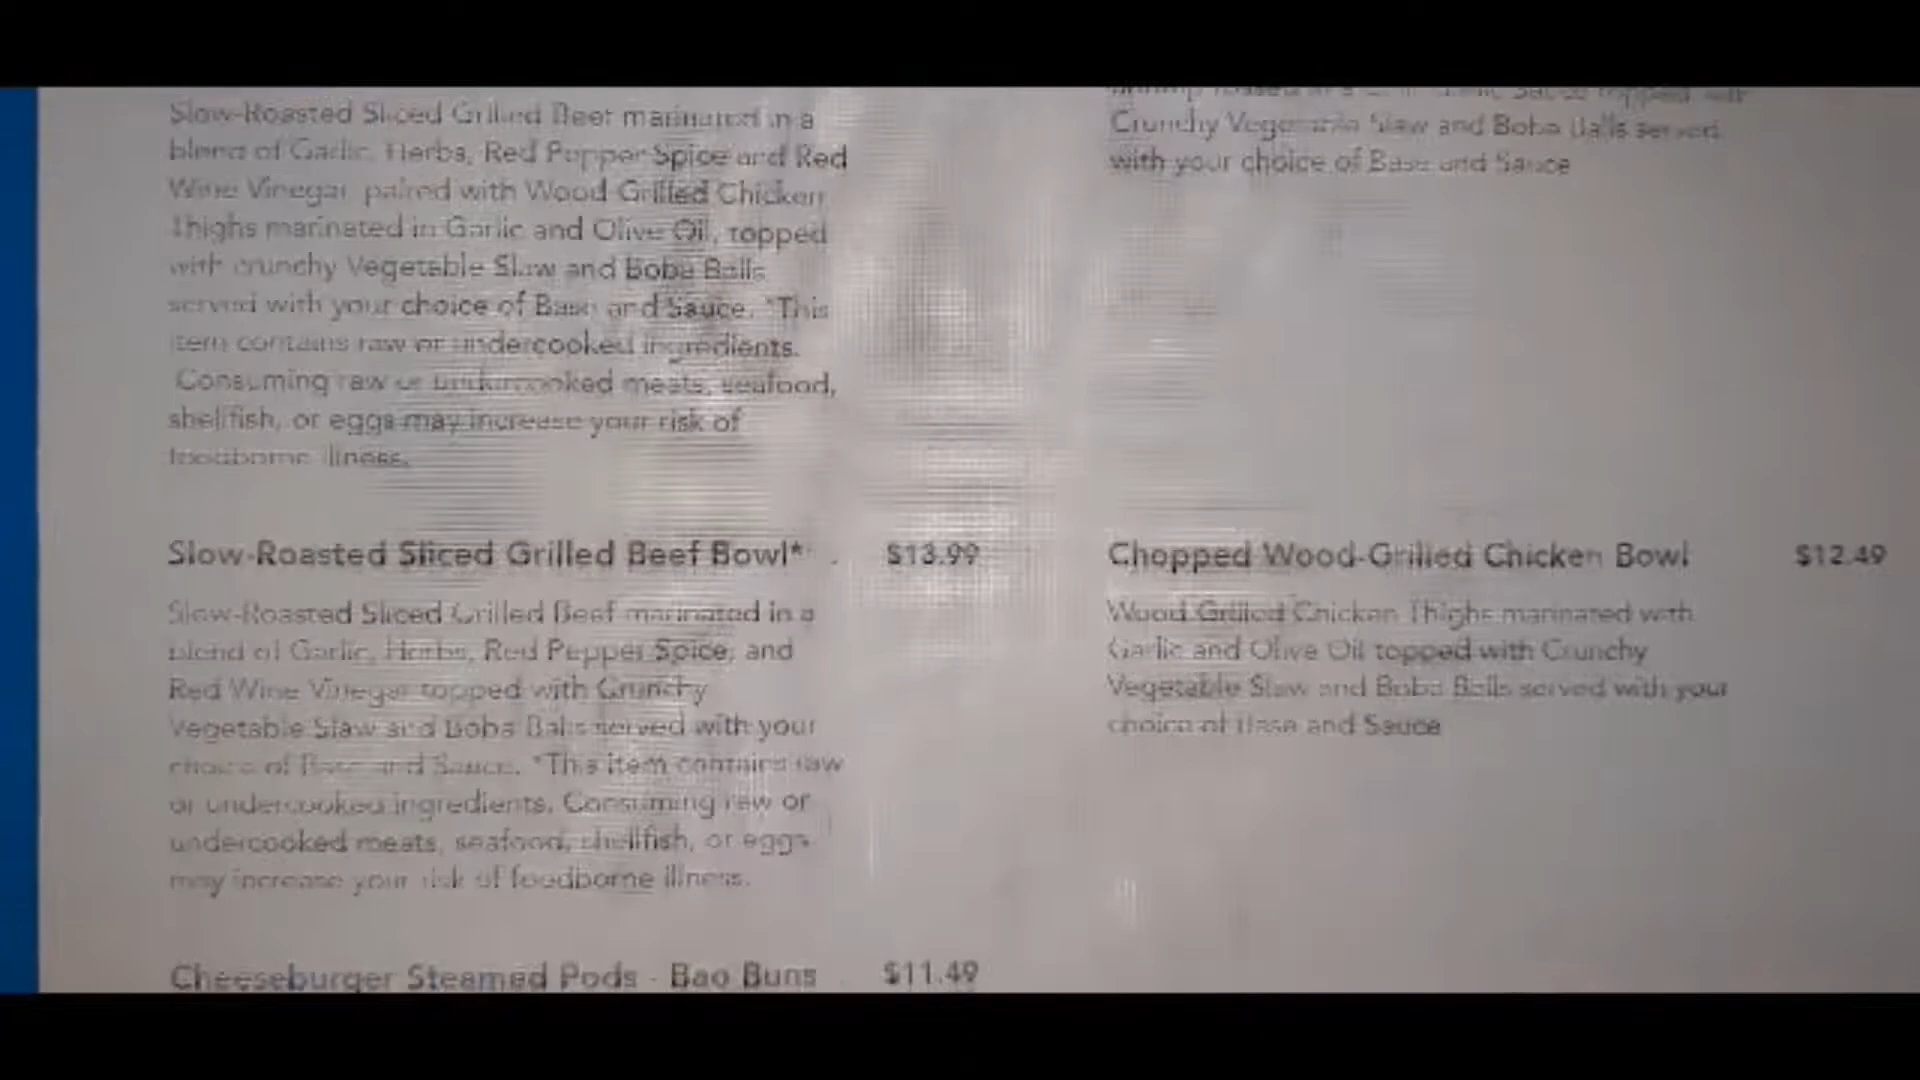 Slow-Roasted Sliced Grilled Beef marinated in a
blend of Garlic, Herbs, Red Pepper Spice and Red
Wine Vinegar paired with Wood Grilled Chicken
Thighs marinated in Garlic and Olive Oil, topped
with crunchy Vegetable Slaw and Boba Balls
served with your choice of Base and Sauce. *This
item contains raw or undercooked ingredients.
Consuming raw or undercooked meats, seafood,
shellfish, or eggs may increase your risk of
foodborne illness.
Slow-Roasted Sliced Grilled Beef Bowl* $13.99
Slow-Roasted Sliced Grilled Beef marinated in a
blend of Garlic, Herbs, Red Pepper Spice, and
Red Wine Vinegar topped with Crunchy
Vegetable Slaw and Boba Balls served with your
choice of Base and Sauce. *This item contains raw
or undercooked ingredients. Consuming raw or
undercooked meats, seafood, shellfish, or eggs
may increase your risk of foodborne illness.
Cheeseburger Steamed Pods - Bao Buns $11.49
Crunchy Vegetable Slaw and Boba Balls served
with your choice of Base and Sauce
Chopped Wood-Grilled Chicken Bowl $12.49
Wood Grilled Chicken Thighs marinated with
Garlic and Olive Oil topped with Crunchy
Vegetable Slaw and Boba Balls served with your
choice of Base and Sauce